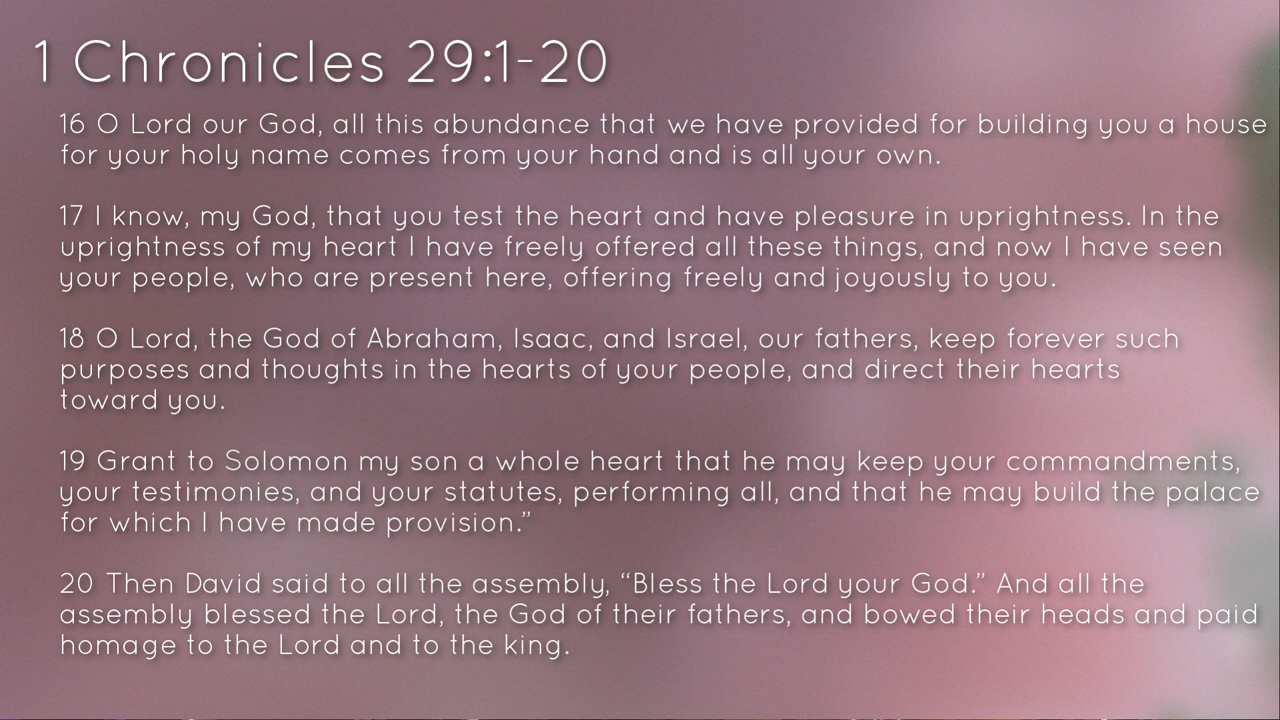 1 Chronicles 29:1-20
16 O Lord our God, all this abundance that we have provided for building you a house
for your holy name comes from your hand and is all your own.
17 I know, my God, that you test the heart and have pleasure in uprightness. In the
uprightness of my heart I have freely offered all these things, and now I have seen
your people, who are present here, offering freely and joyously to you.
18 O Lord, the God of Abraham, Isaac, and Israel, our fathers, keep forever such
purposes and thoughts in the hearts of your people, and direct their hearts
toward you.
19 Grant to Solomon my son a whole heart that he may keep your commandments,
your testimonies, and your statutes, performing all, and that he may build the palace
for which I have made provision.”
20 Then David said to all the assembly, “Bless the Lord your God.” And all the
assembly blessed the Lord, the God of their fathers, and bowed their heads and paid
homage to the Lord and to the king.